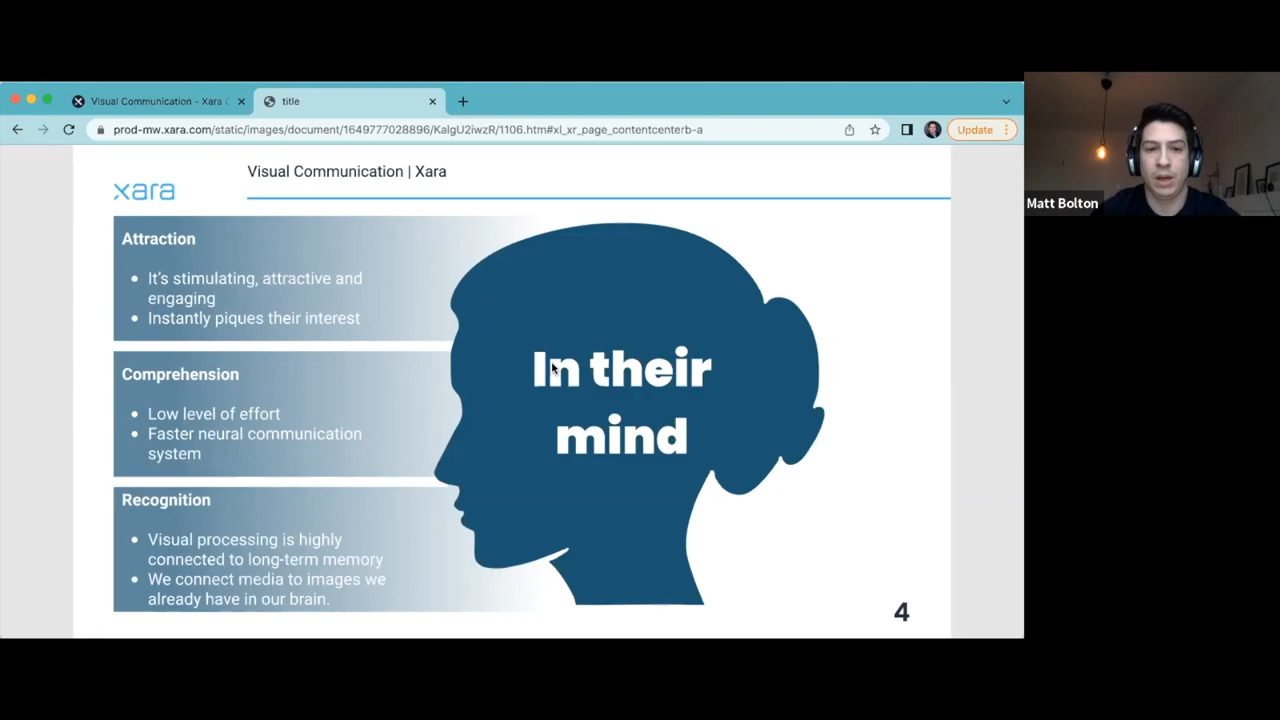 Visual Communication - Xara
title
prod-mw.xara.com/static/images/document/1649777028896/KalgU2iwzR/1106.htm#xl_xr_page_contentcenterb-a
Update
Matt Bolton
xara
Visual Communication | Xara
Attraction
• It's stimulating, attractive and
engaging
• Instantly piques their interest
Comprehension
• Low level of effort
• Faster neural communication
system
Recognition
• Visual processing is highly
connected to long-term memory
• We connect media to images we
already have in our brain.
In their
mind
4